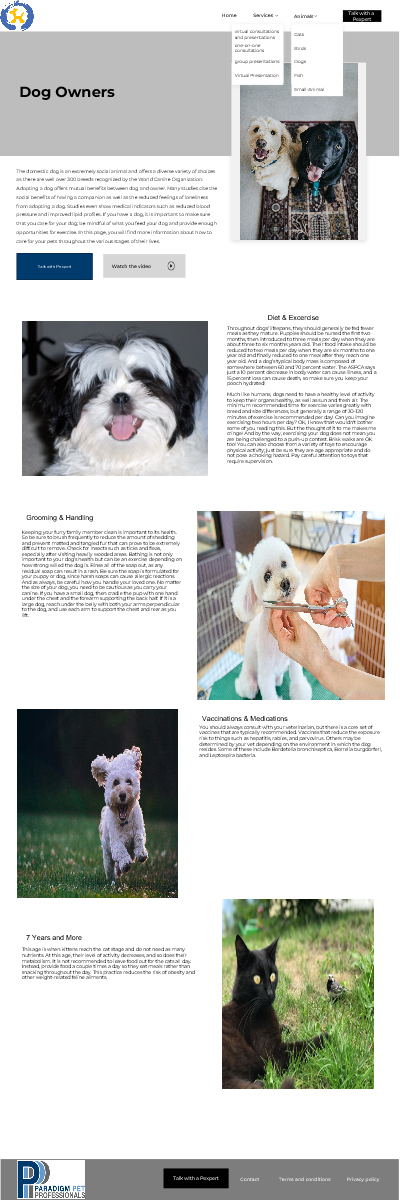 Home
Services
Animals
Talk with a
Pexpert
virtual consultations
and presentations
one-on-one
consultations
group presentations
Virtual Presentation
Cats
Birds
Dogs
Fish
Small Animal
Dog Owners
The domestic dog is an extremely social animal and offers a diverse variety of choices
as there are well over 300 breeds recognized by the World Canine Organization.
Adopting a dog offers mutual benefits between dog and owner. Many studies cite the
social benefits of having a companion as well as the reduced feelings of loneliness
from adopting a dog. Studies even show medical indicators such as reduced blood
pressure and improved lipid profiles. If you have a dog, it is important to make sure
that you care for your dog, be mindful of what you feed your dog and provide enough
opportunities for exercise. In this page, you will find more information about how to
care for your pets throughout the various stages of their lives.
Talk with Pexpert
Watch the video
Diet & Excercise
Throughout dogs' lifespans, they should generally be fed fewer
meals as they mature. Puppies should be nursed the first two
months, then introduced to three meals per day when they are
about three to six months years old. Their food intake should be
reduced to two meals per day when they are six months to one
year old and finally reduced to one meal after they reach one
year old. And a dog's typical body mass is composed of
somewhere between 60 and 70 percent water. The ASPCA says
just a 10 percent decrease in body water can cause illness, and a
15 percent loss can cause death, so make sure you keep your
pooch hydrated!
Much like humans, dogs need to have a healthy level of activity
to keep their organs healthy, as well as sun and fresh air. The
minimum recommended time for exercise varies greatly with
breed and size differences, but generally a range of 30-120
minutes of exercise is recommended per day! Can you imagine
exercising two hours per day? OK, I know that wouldn't bother
some of you reading this. But the thought of it to me makes me
cringe! And by the way, exercising your dog does not mean you
are being challenged to a push-up contest. Brisk walks are OK
too! You can also choose from a variety of toys to encourage
physical activity; just be sure they are age appropriate and do
not pose a choking hazard. Pay careful attention to toys that
require supervision.
Grooming & Handling
Keeping your furry family member clean is important to its health.
So be sure to brush frequently to reduce the amount of shedding
and prevent matted and tangled fur that can prove to be extremely
difficult to remove. Check for insects such as ticks and fleas,
especially after visiting heavily wooded areas. Bathing is not only
important to your dog's health but can be an exercise depending on
how strong willed the dog is. Rinse all of the soap out, as any
residual soap can result in a rash. Be sure the soap is formulated for
your puppy or dog, since harsh soaps can cause allergic reactions.
And as always, be careful how you handle your loved one. No matter
the size of your dog, you need to be cautious as you carry your
canine. If you have a small dog, then cradle the pup with one hand
under the chest and the forearm supporting the back half. If it is a
large dog, reach under the belly with both your arms perpendicular
to the dog, and use each arm to support the chest and rear as you
lift.
Vaccinations & Medications
You should always consult with your veterinarian, but there is a core set of
vaccines that are typically recommended. Vaccines that reduce the exposure
risk to things such as hepatitis, rabies, and parvovirus. Others may be
determined by your vet depending on the environment in which the dog
resides. Some of these include Bordetella bronchiseptica, Borrelia burgdorferi,
and Leptospira bacteria.
7 Years and More
This age is when kittens reach the cat stage and do not need as many
nutrients. At this age, their level of activity decreases, and so does their
metabolism. It is not recommended to leave food out for the cats all day.
Instead, provide food a couple times a day so they eat meals rather than
snacking throughout the day. This practice reduces the risk of obesity and
other weight-related feline ailments.
PARADIGM PET
PROFESSIONALS
Talk with a Pexpert
Contact
Terms and conditions
Privacy policy